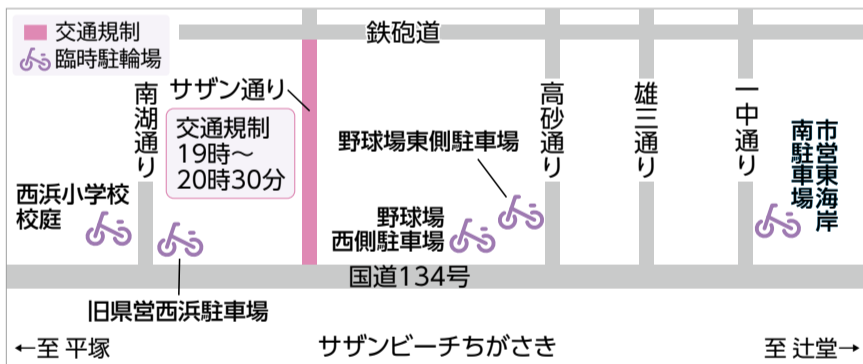 交通規制
臨時駐輪場
鉄砲道
サザン通り
南湖通り
交通規制
19時～
20時30分
高砂通り
雄三通り
一中通り
野球場東側駐車場
市営東海岸
南駐車場
西浜小学校
校庭
野球場
西側駐車場
国道134号
旧県営西浜駐車場
←至 平塚
サザンビーチちがさき
至 辻堂→